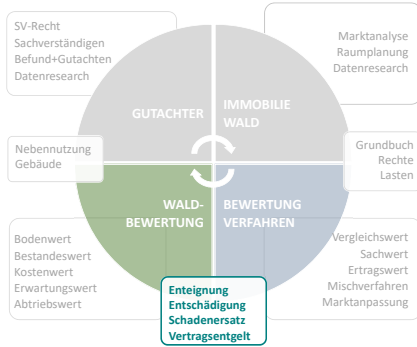 SV-Recht
Sachverständigen
Befund+Gutachten
Datenresearch
Marktanalyse
Raumplanung
Datenresearch
GUTACHTER
IMMOBILIE
WALD
Nebennutzung
Gebäude
Grundbuch
Rechte
Lasten
WALD-
BEWERTUNG
BEWERTUNG
VERFAHREN
Bodenwert
Bestandeswert
Kostenwert
Erwartungswert
Abtriebswert
Vergleichswert
Sachwert
Ertragswert
Mischverfahren
Marktanpassung
Enteignung
Entschädigung
Schadenersatz
Vertragsentgelt